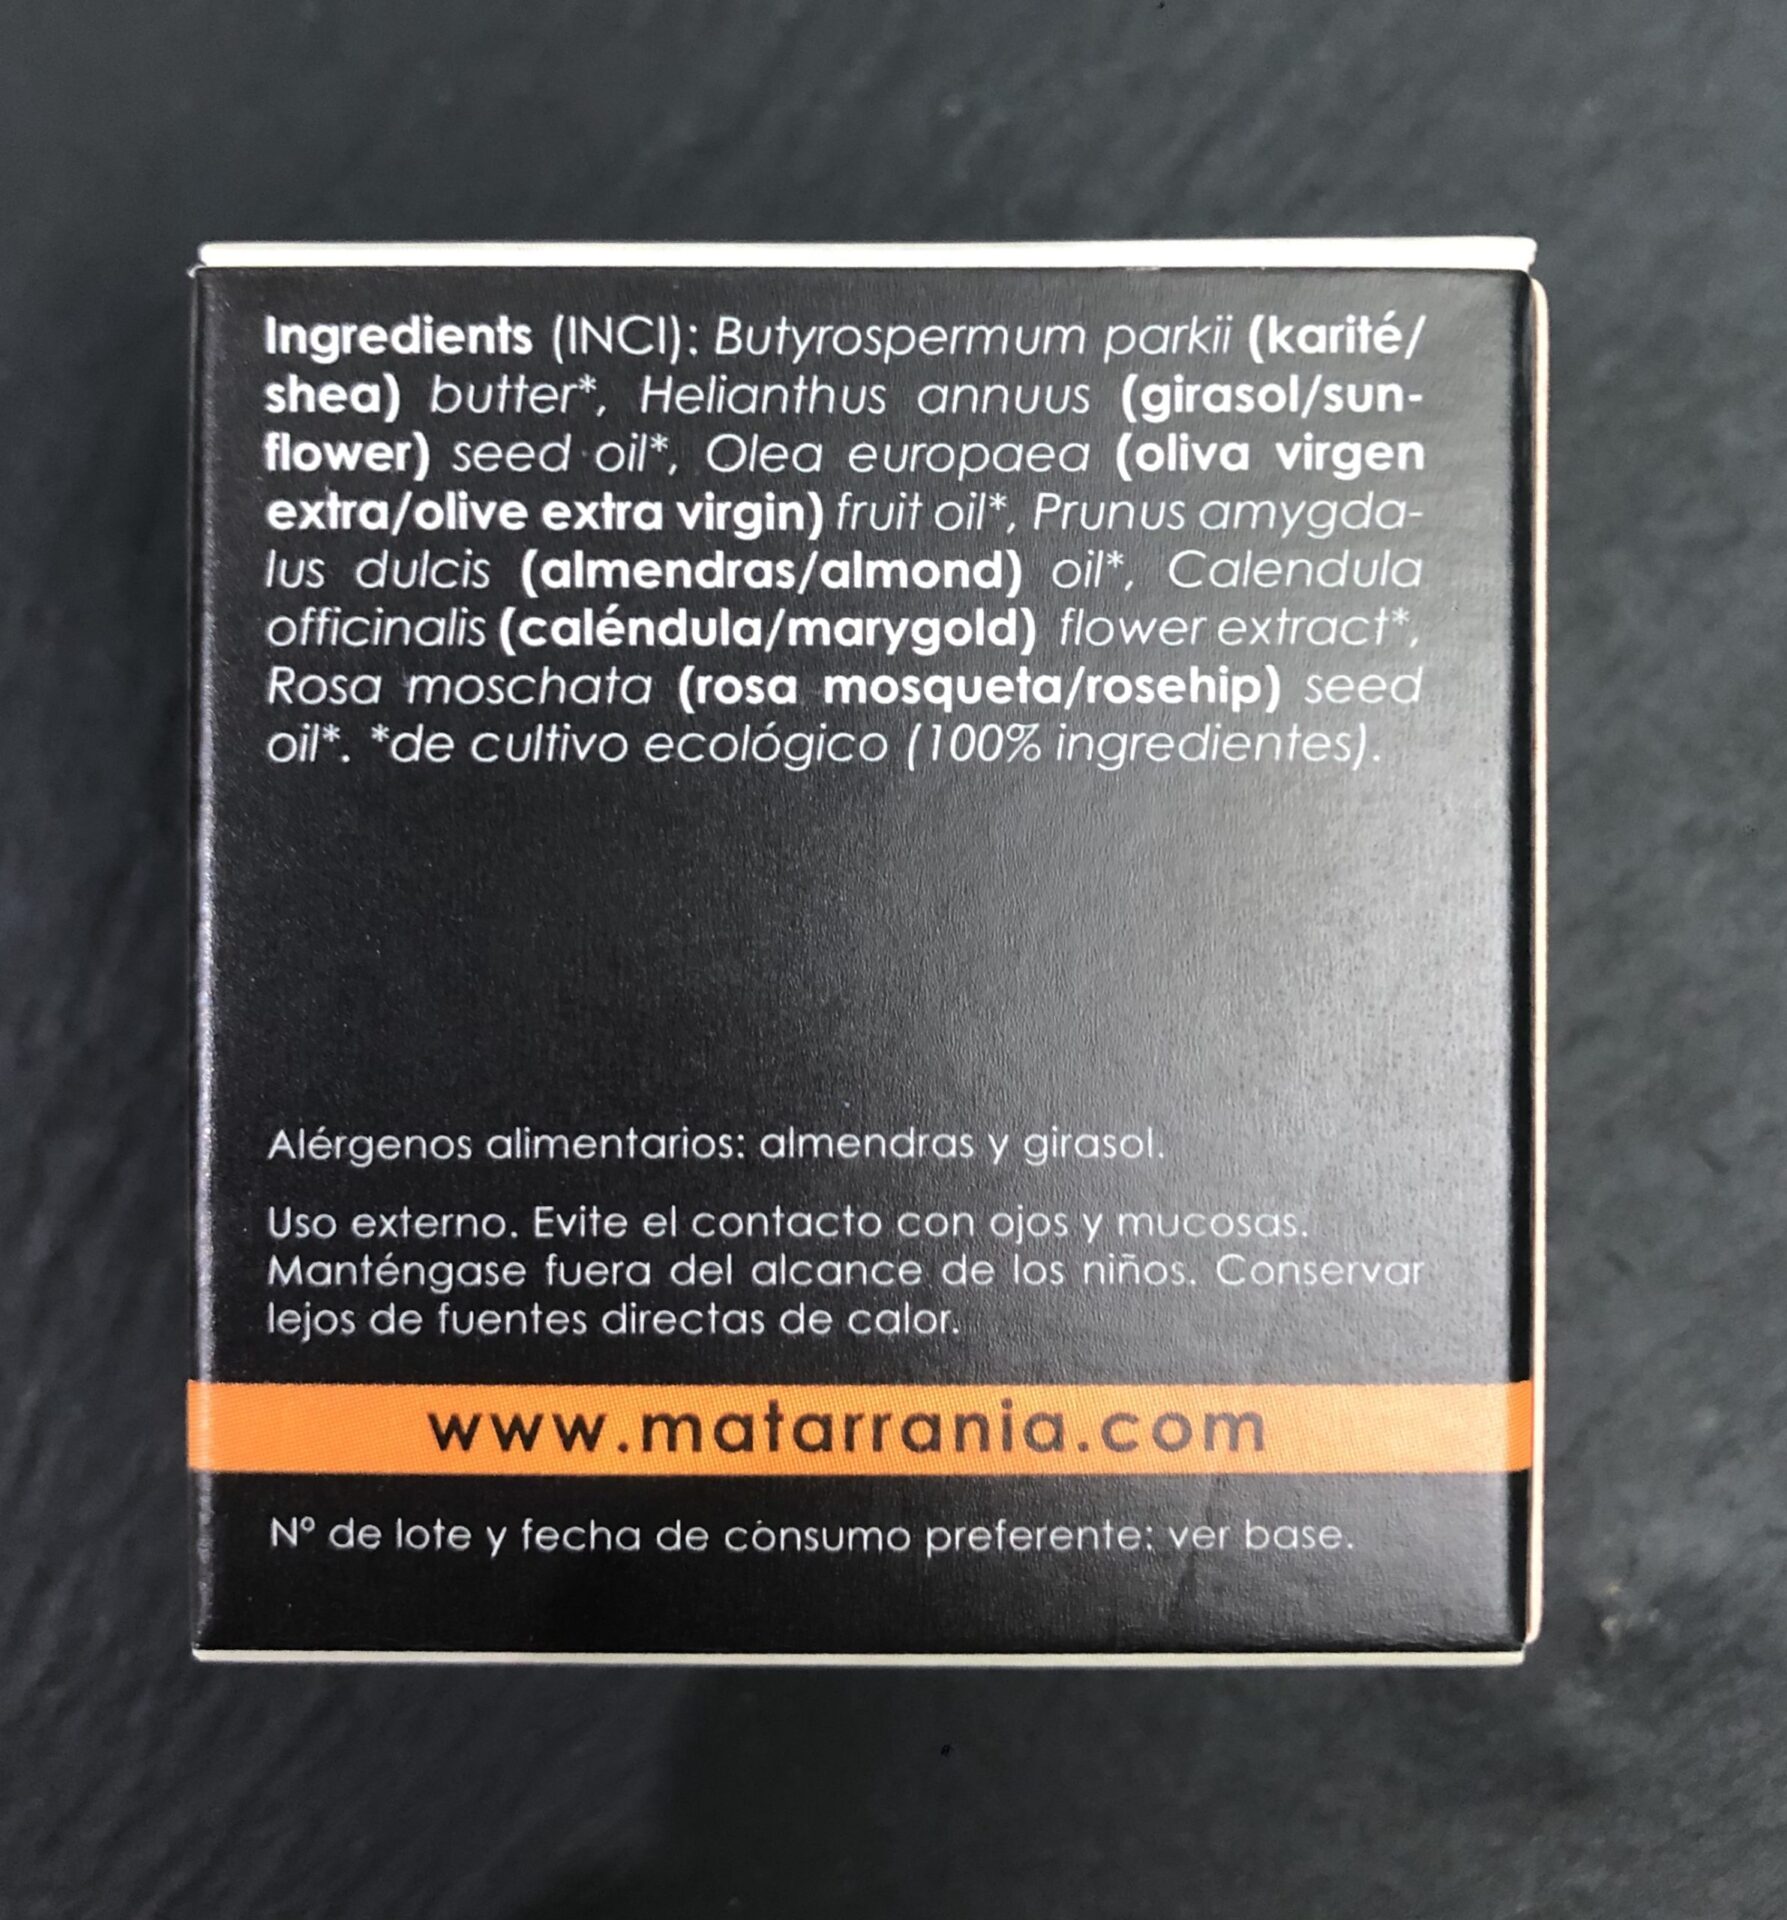 Ingredients (INCI): Butyrospermum parkii (karité/
shea) butter*, Helianthus annuus (girasol/sun-
flower) seed oil*, Olea europaea (oliva virgen
extra/olive extra virgin) fruit oil*, Prunus amygda-
lus dulcis (almendras/almond) oil*, Calendula
officinalis (caléndula/marygold) flower extract*,
Rosa moschata (rosa mosqueta/rosehip) seed
oil*. *de cultivo ecológico (100% ingredientes).
Alérgenos alimentarios: almendras y girasol.
Uso externo. Evite el contacto con ojos y mucosas.
Manténgase fuera del alcance de los niños. Conservar
lejos de fuentes directas de calor.
www.matarrania.com
Nº de lote y fecha de consumo preferente: ver base.